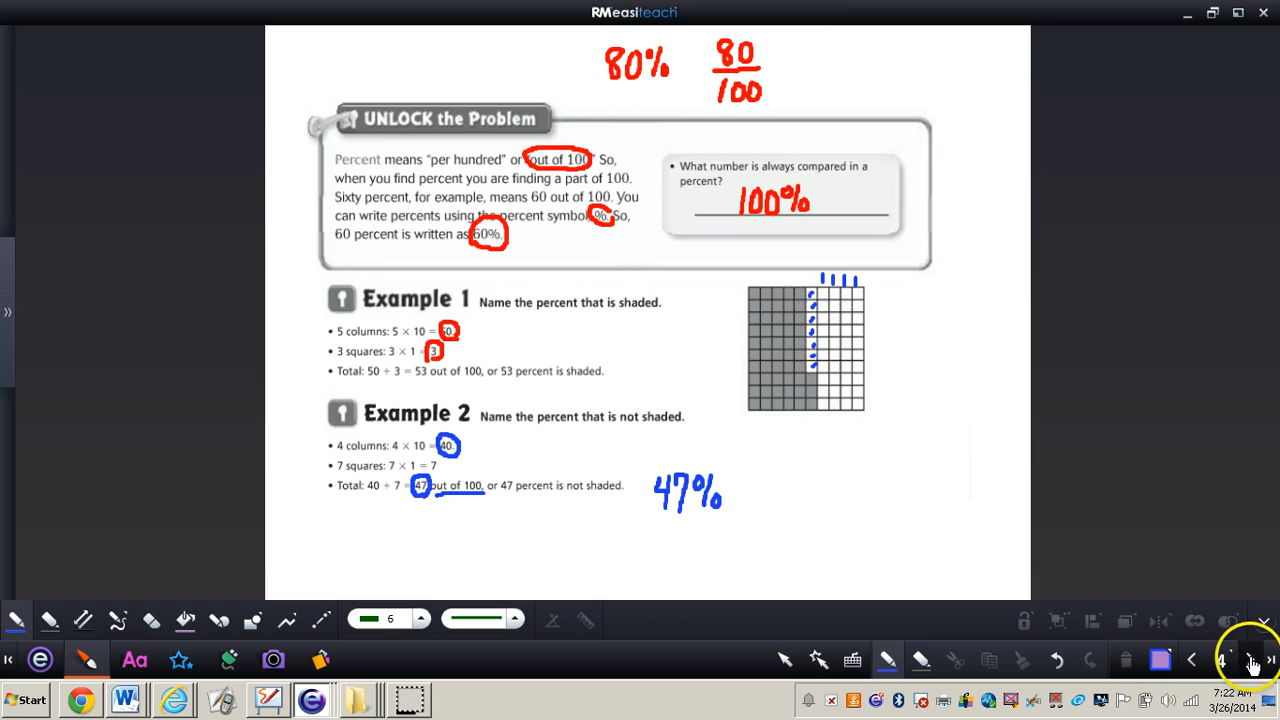 RMeasiteach
80% 80/100
UNLOCK the Problem
Percent means "per hundred" or "out of 100." So,
when you find percent you are finding a part of 100.
Sixty percent, for example, means 60 out of 100. You
can write percents using the percent symbol, %. So,
60 percent is written as 60%.
• What number is always compared in a
percent?
100%
Example 1 Name the percent that is shaded.
• 5 columns: 5 × 10 = 50.
• 3 squares: 3 × 1 = 3
• Total: 50 + 3 = 53 out of 100, or 53 percent is shaded.
Example 2 Name the percent that is not shaded.
• 4 columns: 4 × 10 = 40.
• 7 squares: 7 × 1 = 7
• Total: 40 + 7 = 47 out of 100, or 47 percent is not shaded.
47%
6
Aa
4
Start
7:22 AM
3/26/2014